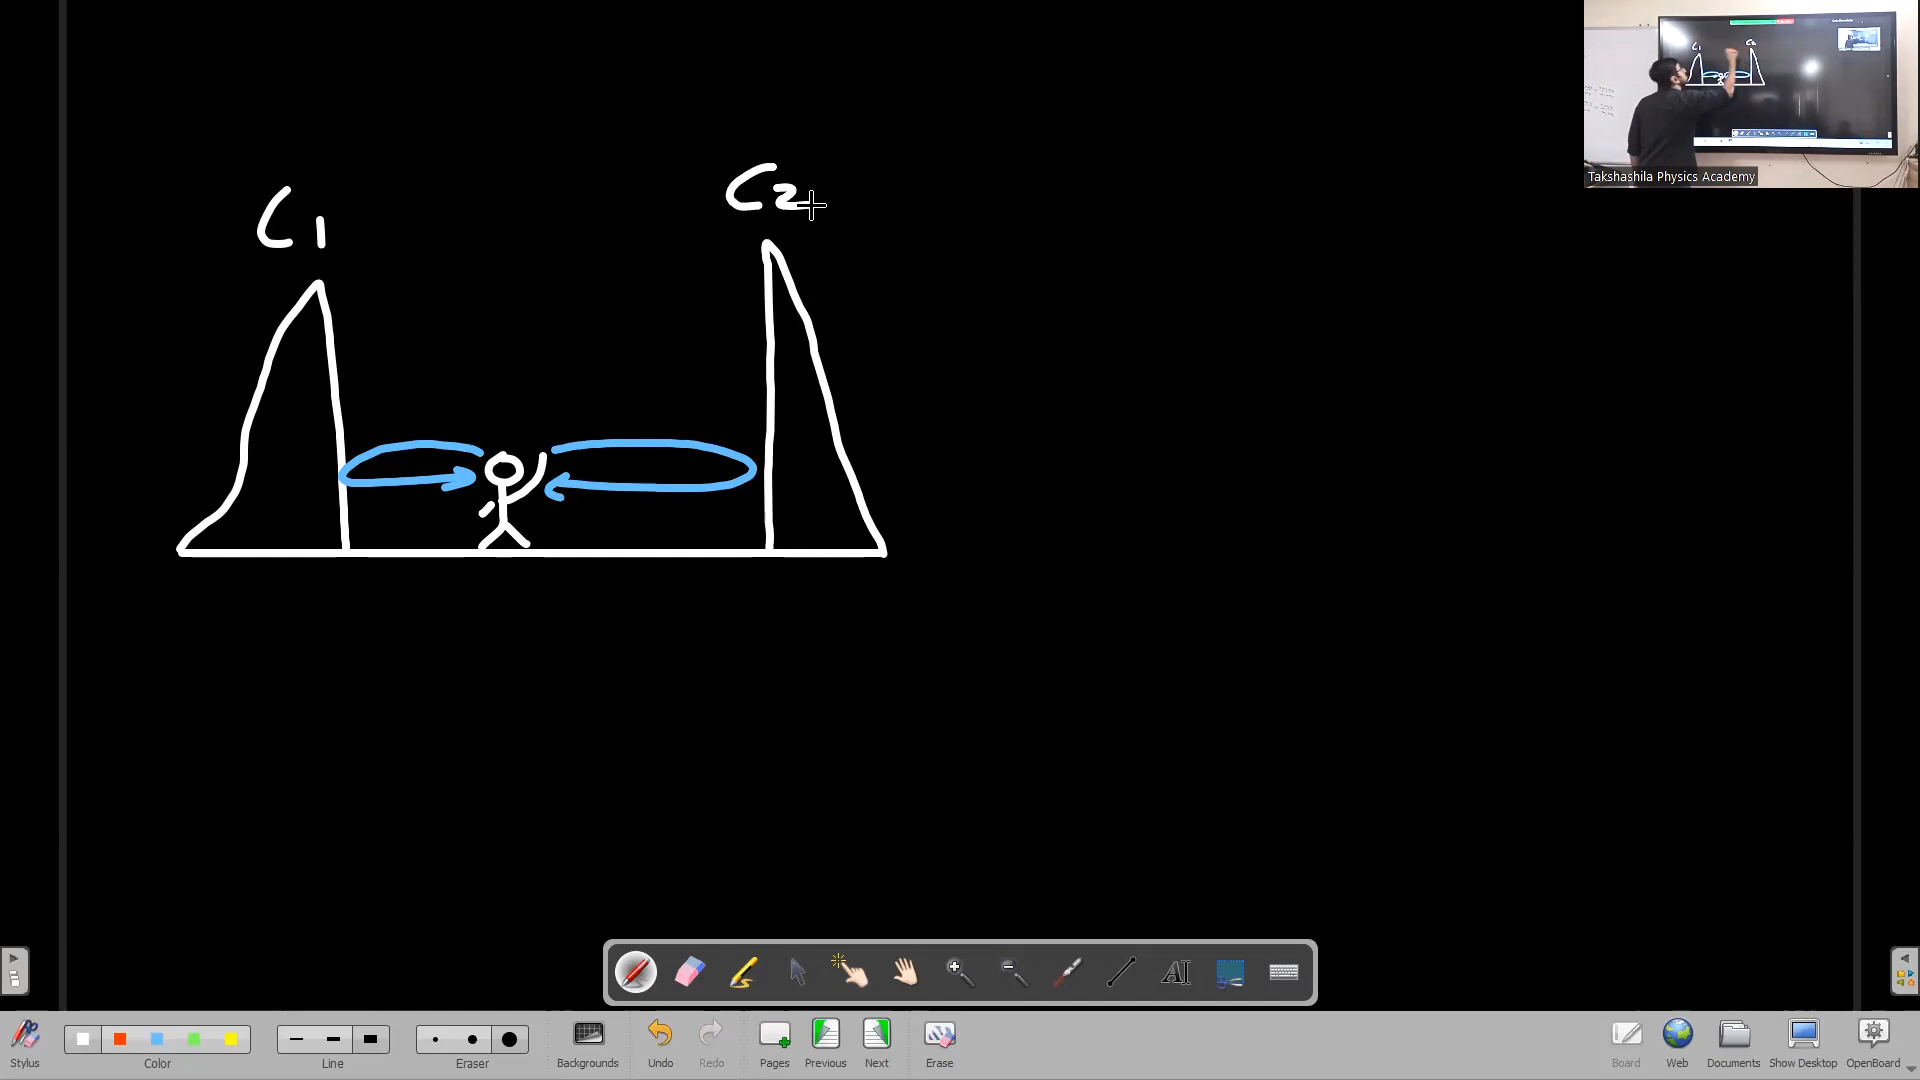 Takshashila Physics Academy
C1
C2
Stylus
Color
Line
Eraser
Backgrounds
Undo
Redo
Pages
Previous
Next
Erase
Board
Web
Documents
Show Desktop
OpenBoard